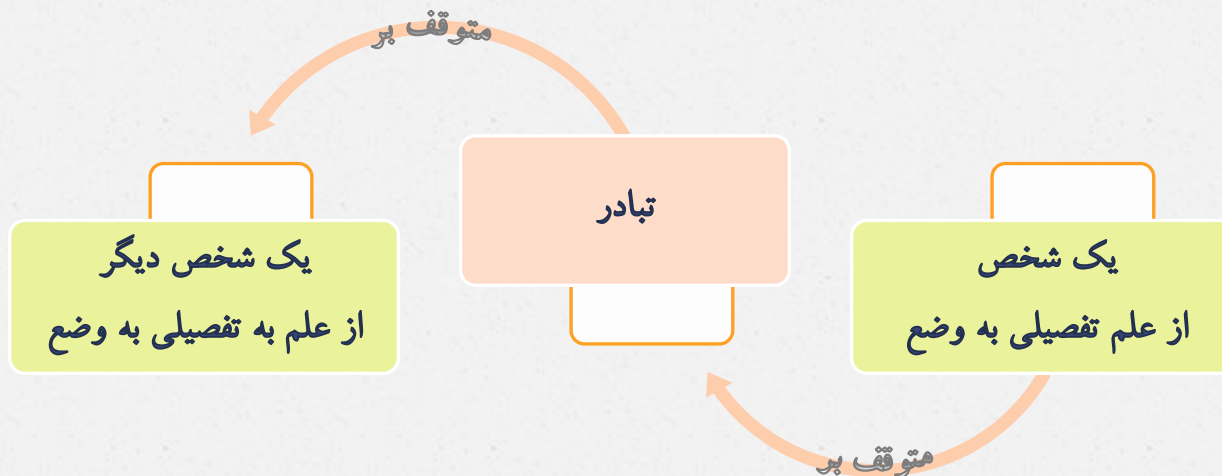 متوقف بر
تبادر
یک شخص
از علم تفصیلی به وضع
یک شخص دیگر
از علم به تفصیلی به وضع
متوقف بر